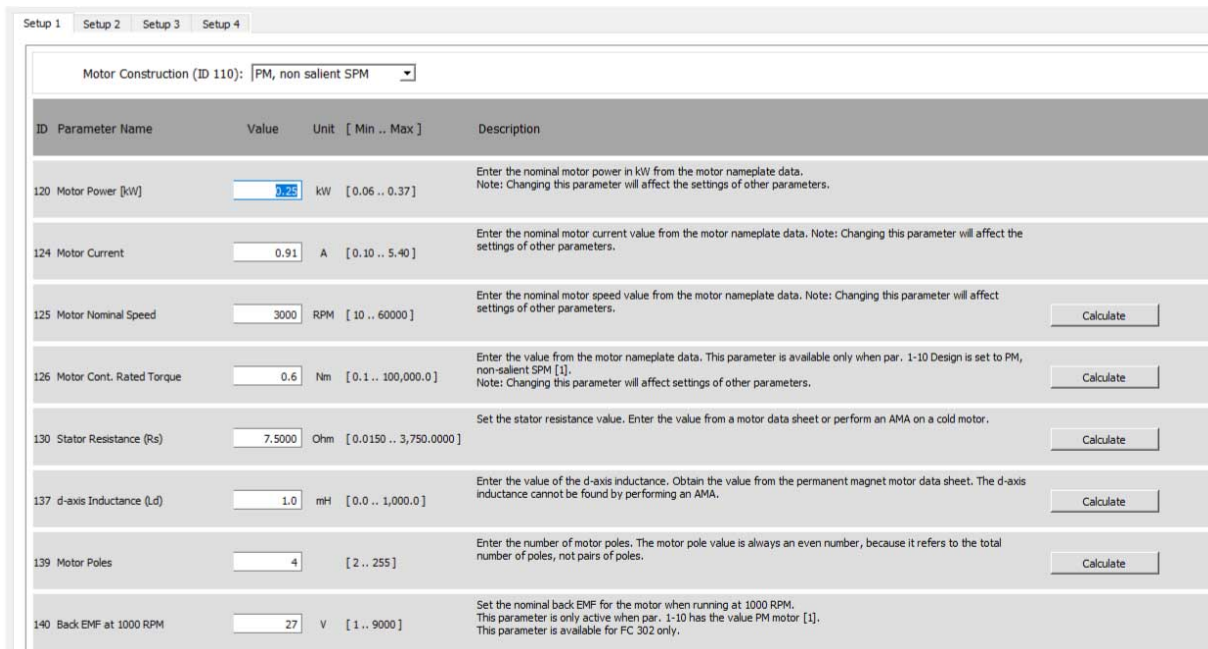 Setup 1 Setup 2 Setup 3 Setup 4
Motor Construction (ID 110): PM, non salient SPM
ID Parameter Name Value Unit [ Min .. Max ] Description
120 Motor Power [kW] 0.25 kW [ 0.06 .. 0.37 ]
Enter the nominal motor power in kW from the motor nameplate data.
Note: Changing this parameter will affect the settings of other parameters.
124 Motor Current 0.91 A [ 0.10 .. 5.40 ]
Enter the nominal motor current value from the motor nameplate data. Note: Changing this parameter will affect the
settings of other parameters.
125 Motor Nominal Speed 3000 RPM [ 10 .. 60000 ]
Enter the nominal motor speed value from the motor nameplate data. Note: Changing this parameter will affect
settings of other parameters.
Calculate
126 Motor Cont. Rated Torque 0.6 Nm [ 0.1 .. 100,000.0 ]
Enter the value from the motor nameplate data. This parameter is available only when par. 1-10 Design is set to PM,
non-salient SPM [1].
Note: Changing this parameter will affect settings of other parameters.
Calculate
130 Stator Resistance (Rs) 7.5000 Ohm [ 0.0150 .. 3,750.0000 ]
Set the stator resistance value. Enter the value from a motor data sheet or perform an AMA on a cold motor.
Calculate
137 d-axis Inductance (Ld) 1.0 mH [ 0.0 .. 1,000.0 ]
Enter the value of the d-axis inductance. Obtain the value from the permanent magnet motor data sheet. The d-axis
inductance cannot be found by performing an AMA.
Calculate
139 Motor Poles 4 [ 2 .. 255 ]
Enter the number of motor poles. The motor pole value is always an even number, because it refers to the total
number of poles, not pairs of poles.
Calculate
140 Back EMF at 1000 RPM 27 V [ 1 .. 9000 ]
Set the nominal back EMF for the motor when running at 1000 RPM.
This parameter is only active when par. 1-10 has the value PM motor [1].
This parameter is available for FC 302 only.